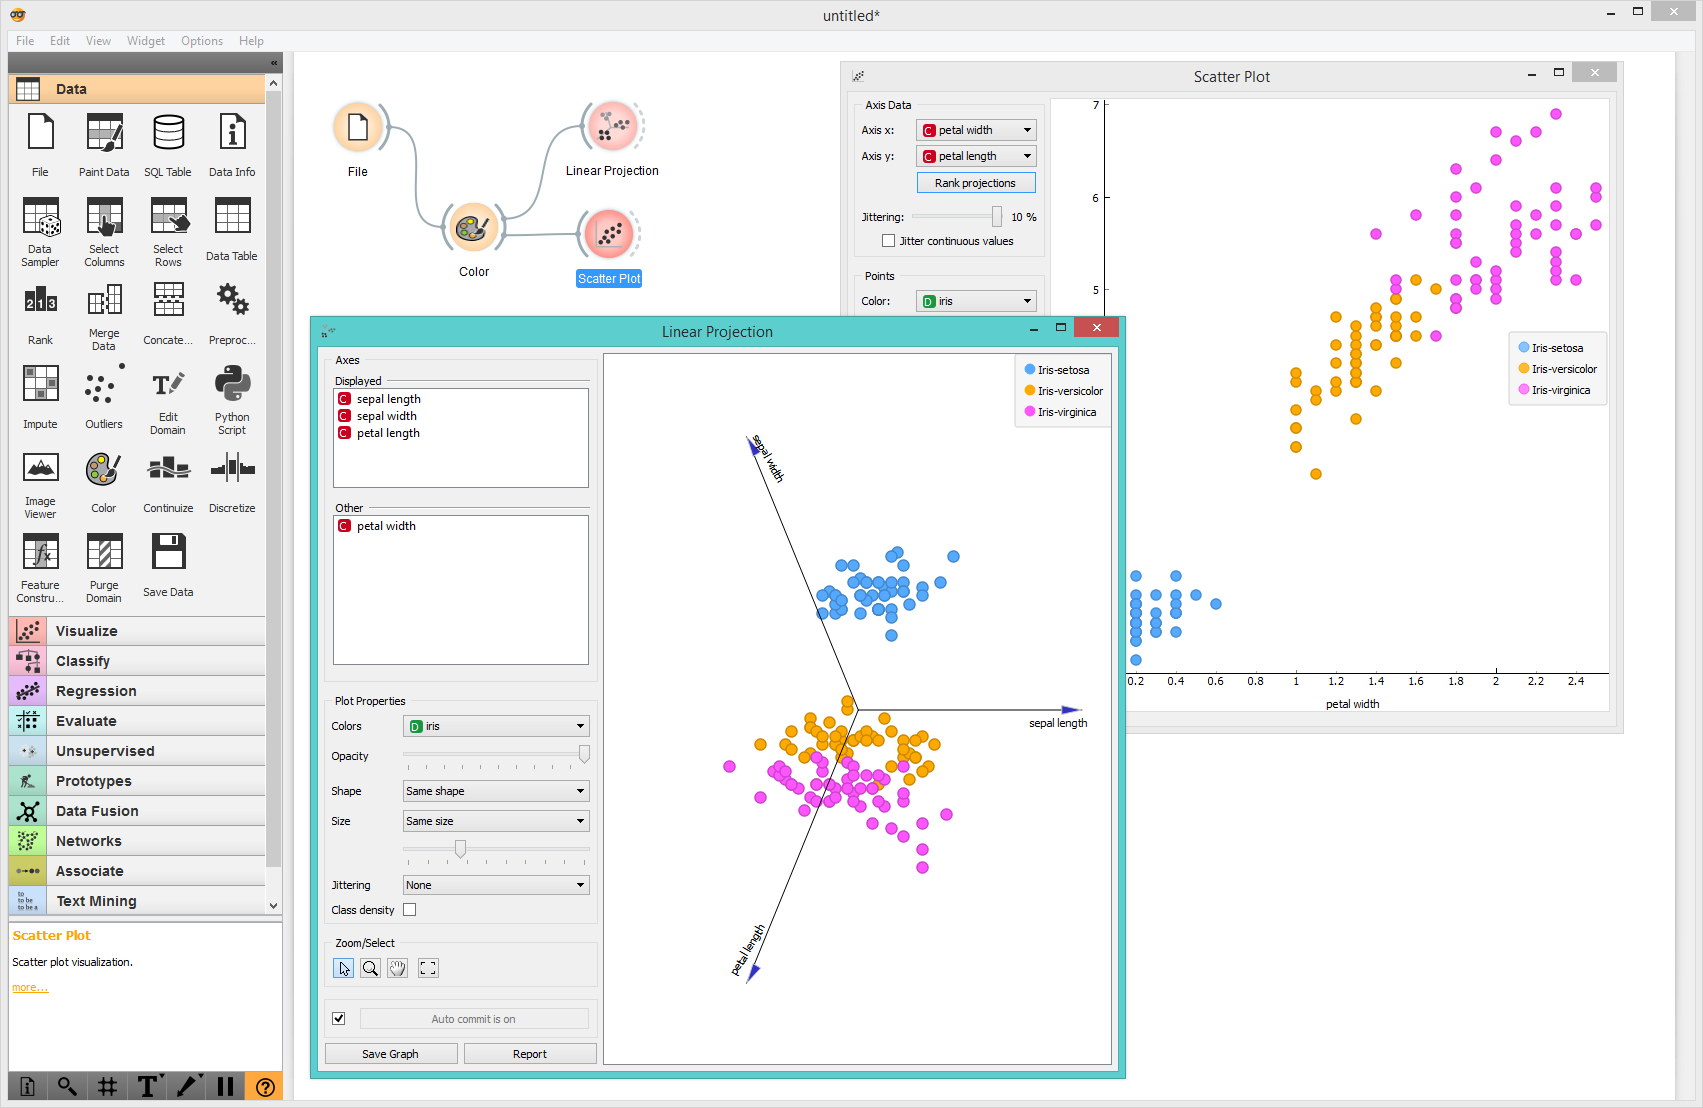 untitled*
File Edit View Widget Options Help
«
Data
File Paint Data SQL Table Data Info
Data Sampler Select Columns Select Rows Data Table
Rank Merge Data Concate... Preproc...
Impute Outliers Edit Domain Python Script
Image Viewer Color Continuize Discretize
Feature Constru... Purge Domain Save Data
Visualize
Classify
Regression
Evaluate
Unsupervised
Prototypes
Data Fusion
Networks
Associate
Text Mining
Scatter Plot
Scatter plot visualization.
more...
File
Color
Linear Projection
Scatter Plot
Scatter Plot
Axis Data
Axis x: C petal width
Axis y: C petal length
Rank projections
Jittering: 10 %
Jitter continuous values
Points
Color: D iris
7
6
5
Iris-setosa
Iris-versicolor
Iris-virginica
0.2 0.4 0.6 0.8 1 1.2 1.4 1.6 1.8 2 2.2 2.4
petal width
Linear Projection
Axes
Displayed
C sepal length
C sepal width
C petal length
Other
C petal width
Plot Properties
Colors D iris
Opacity
Shape Same shape
Size Same size
Jittering None
Class density
Zoom/Select
Auto commit is on
Save Graph Report
Iris-setosa
Iris-versicolor
Iris-virginica
sepal width
sepal length
petal length